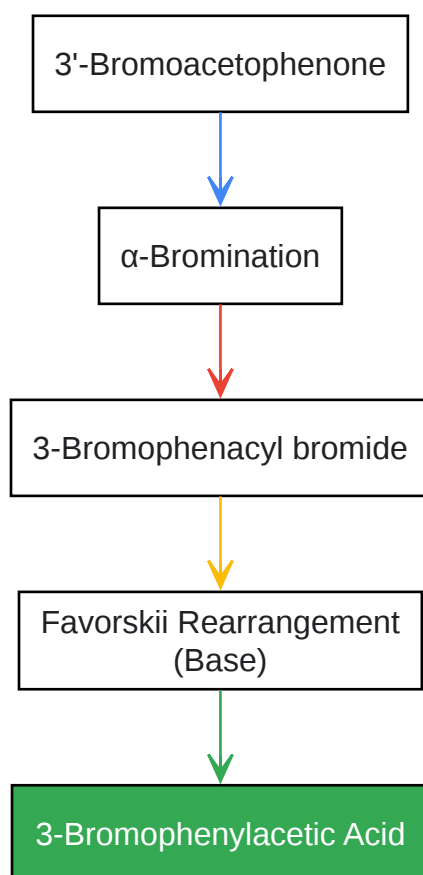 3'-Bromoacetophenone
α-Bromination
3-Bromophenacyl bromide
Favorskii Rearrangement
(Base)
3-Bromophenylacetic Acid